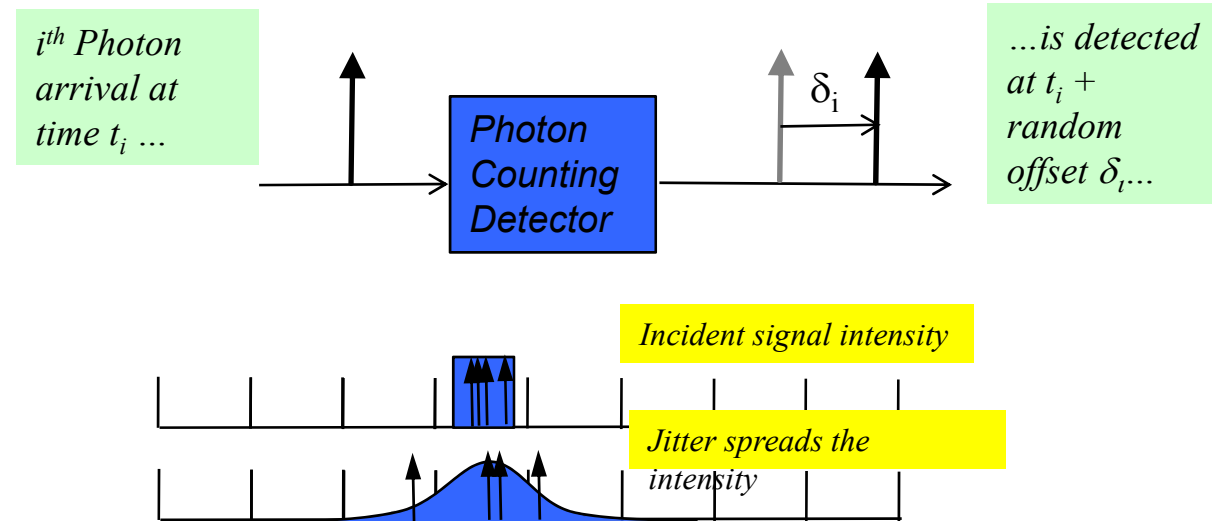 iᵗʰ Photon
arrival at
time tᵢ ...
Photon
Counting
Detector
δᵢ
...is detected
at tᵢ +
random
offset δᵢ...
Incident signal intensity
Jitter spreads the
intensity